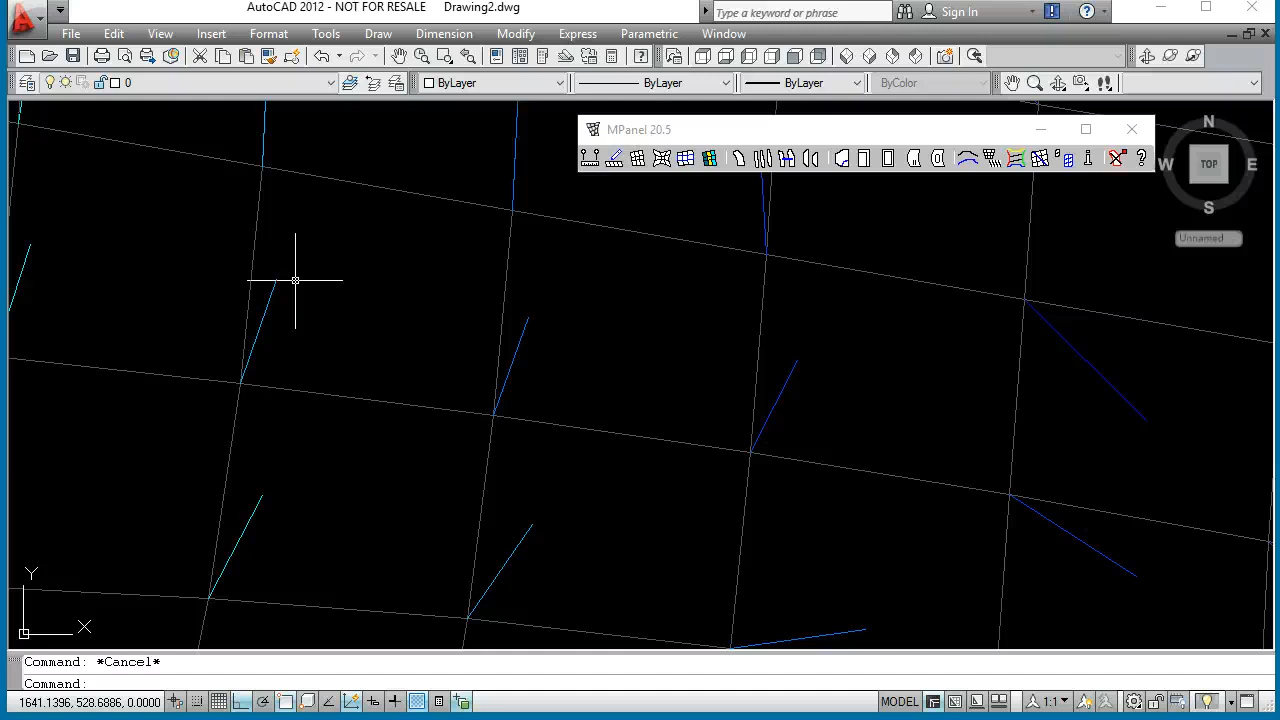 AutoCAD 2012 - NOT FOR RESALE Drawing2.dwg
Type a keyword or phrase
Sign In
File Edit View Insert Format Tools Draw Dimension Modify Express Parametric Window
0
ByLayer
ByLayer
ByLayer
ByColor
MPanel 20.5
N
W
TOP
E
S
Unnamed
Y
X
Command: *Cancel*
Command:
1641.1396, 528.6886, 0.0000
MODEL
1:1